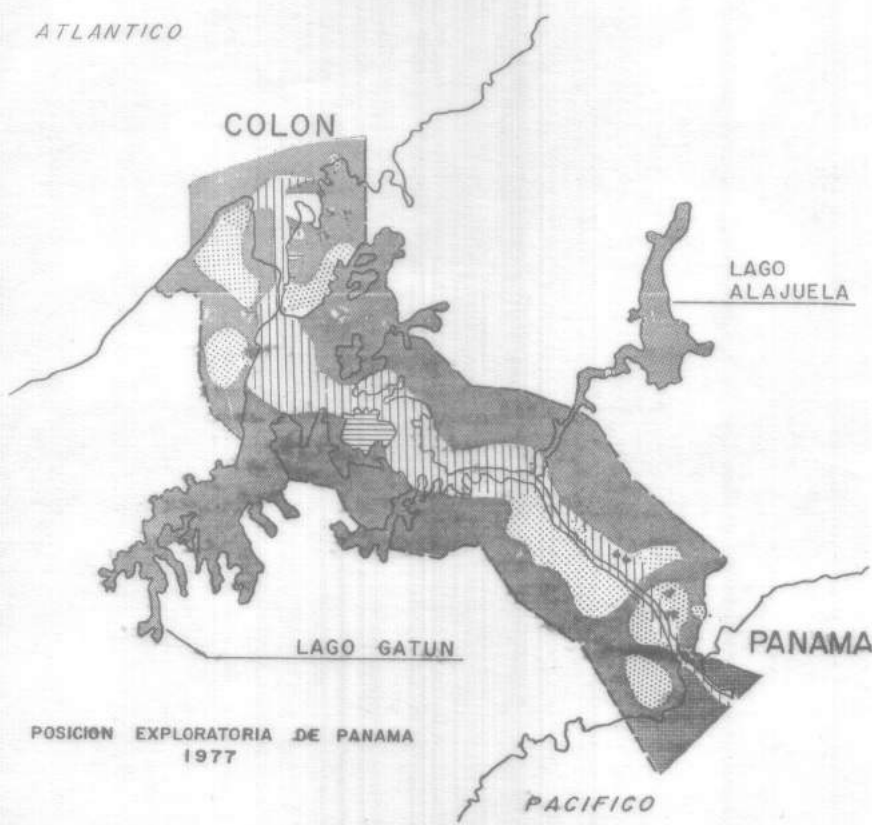 ATLANTICO
COLON
LAGO
ALAJUELA
PANAMA
LAGO GATUN
POSICION EXPLORATORIA DE PANAMA
1977
PACIFICO